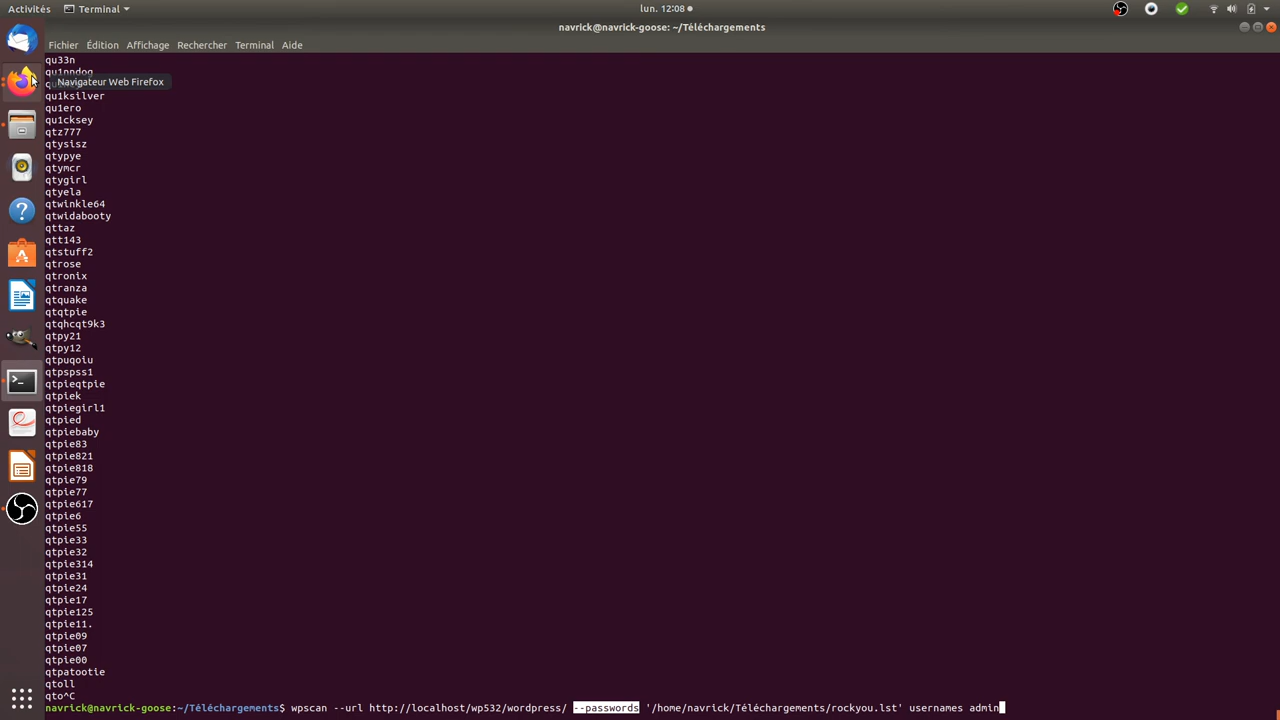 Activités
Terminal
lun. 12:08
navrick@navrick-goose: ~/Téléchargements
Fichier Édition Affichage Rechercher Terminal Aide
qu33n
qu1nndog
Navigateur Web Firefox
qu1ksilver
qu1ero
qu1cksey
qtz777
qtysisz
qtypye
qtymcr
qtygirl
qtyela
qtwinkle64
qtwidabooty
qttaz
qtt143
qtstuff2
qtrose
qtronix
qtranza
qtquake
qtqtpie
qtqhcqt9k3
qtpy21
qtpy12
qtpuqoiu
qtpspss1
qtpieqtpie
qtpiek
qtpiegirl1
qtpied
qtpiebaby
qtpie83
qtpie821
qtpie818
qtpie79
qtpie77
qtpie617
qtpie6
qtpie55
qtpie33
qtpie32
qtpie314
qtpie31
qtpie24
qtpie17
qtpie125
qtpie11.
qtpie09
qtpie07
qtpie00
qtpatootie
qtoll
qto^C
navrick@navrick-goose:~/Téléchargements$ wpscan --url http://localhost/wp532/wordpress/ --passwords '/home/navrick/Téléchargements/rockyou.lst' usernames admin